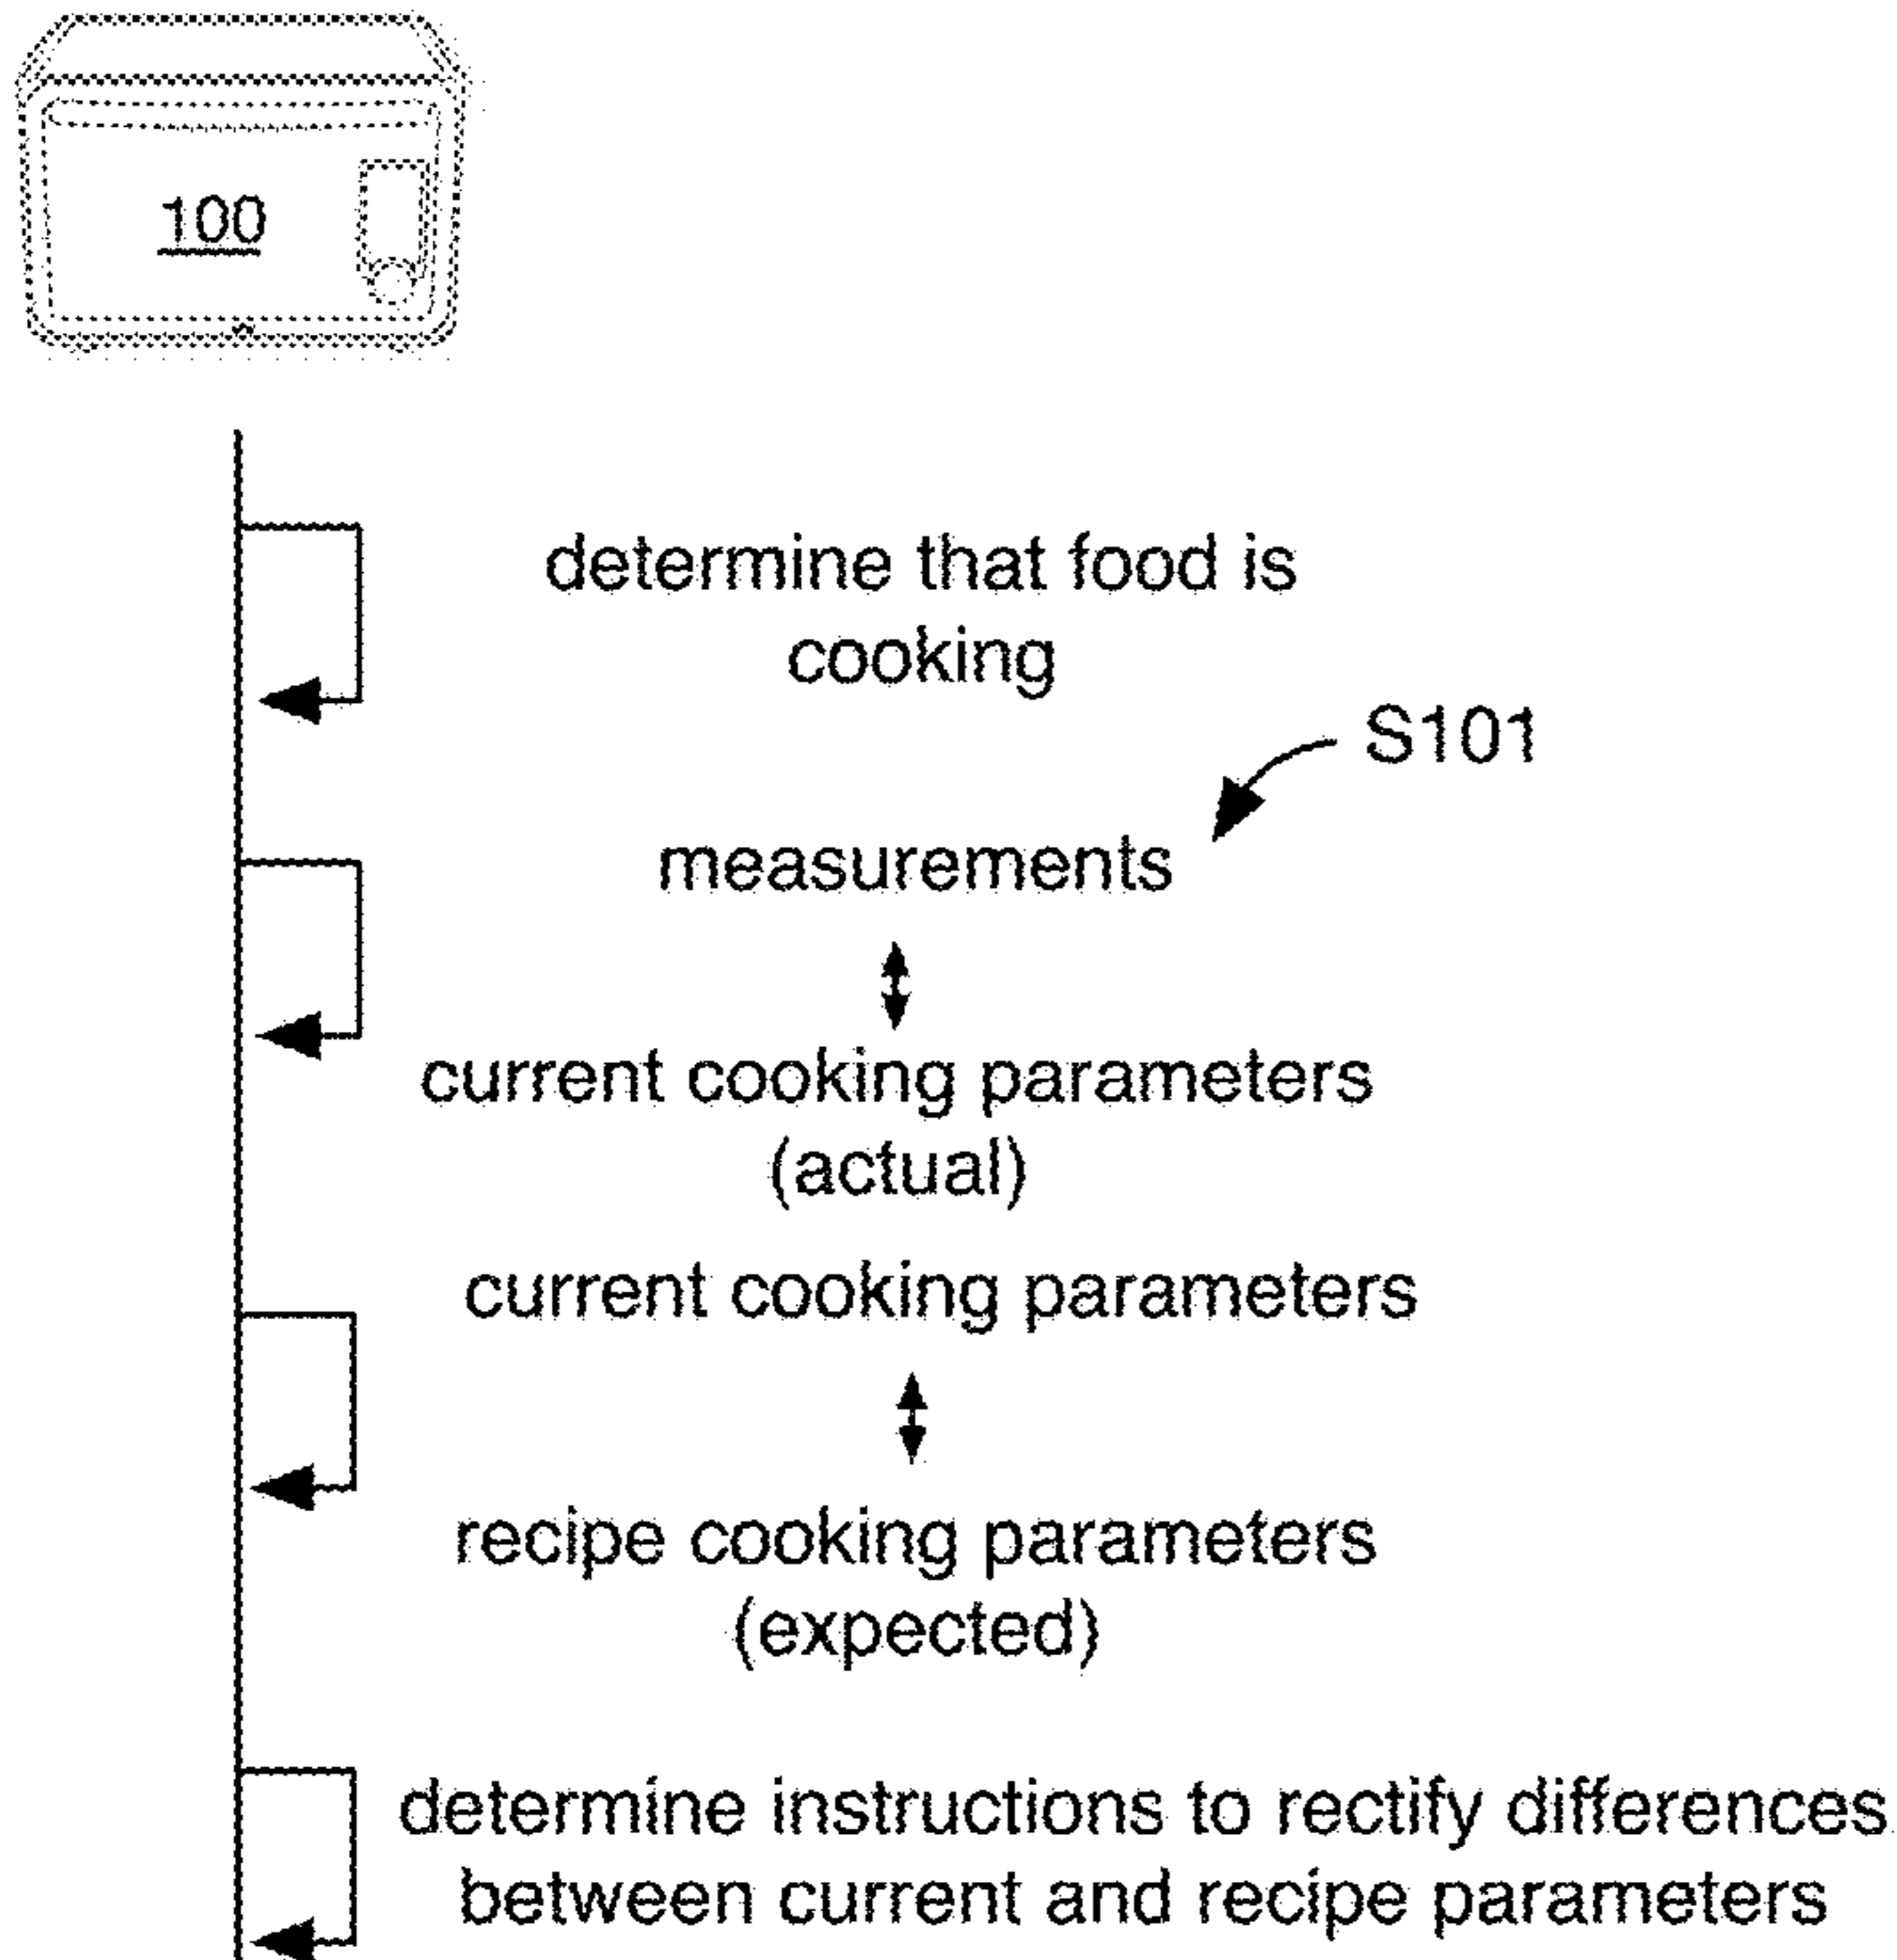 100
determine that food is
cooking
S101
measurements
current cooking parameters
(actual)
current cooking parameters
recipe cooking parameters
(expected)
determine instructions to rectify differences
between current and recipe parameters